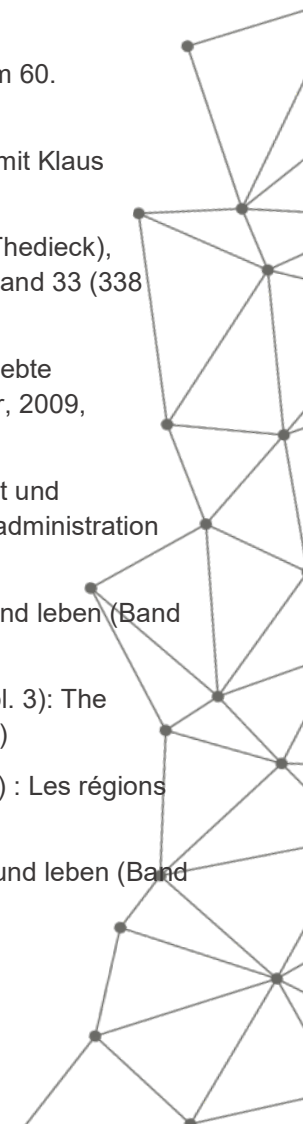 n 60.
mit Klaus
Thedieck),
and 33 (338
ebte
r, 2009,
t und
administration
nd leben (Band
l. 3): The
)
) : Les régions
und leben (Band